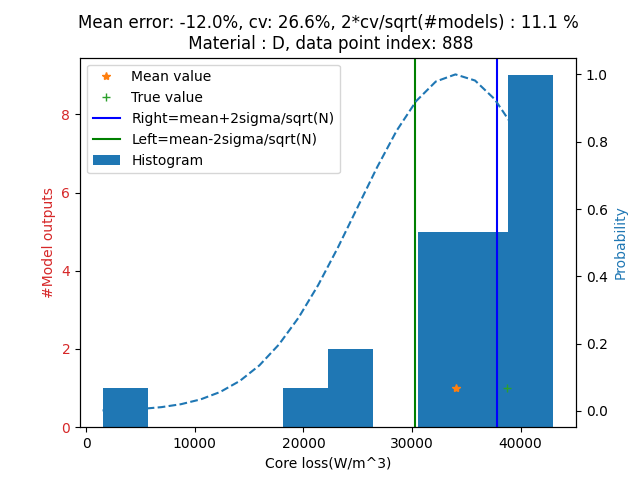 Mean error: -12.0%, cv: 26.6%, 2*cv/sqrt(#models) : 11.1 %
Material : D, data point index: 888
Mean value
True value
Right=mean+2sigma/sqrt(N)
Left=mean-2sigma/sqrt(N)
Histogram
#Model outputs
8
6
4
2
0
1.0
0.8
0.6
0.4
0.2
0.0
Probability
0 10000 20000 30000 40000
Core loss(W/m^3)